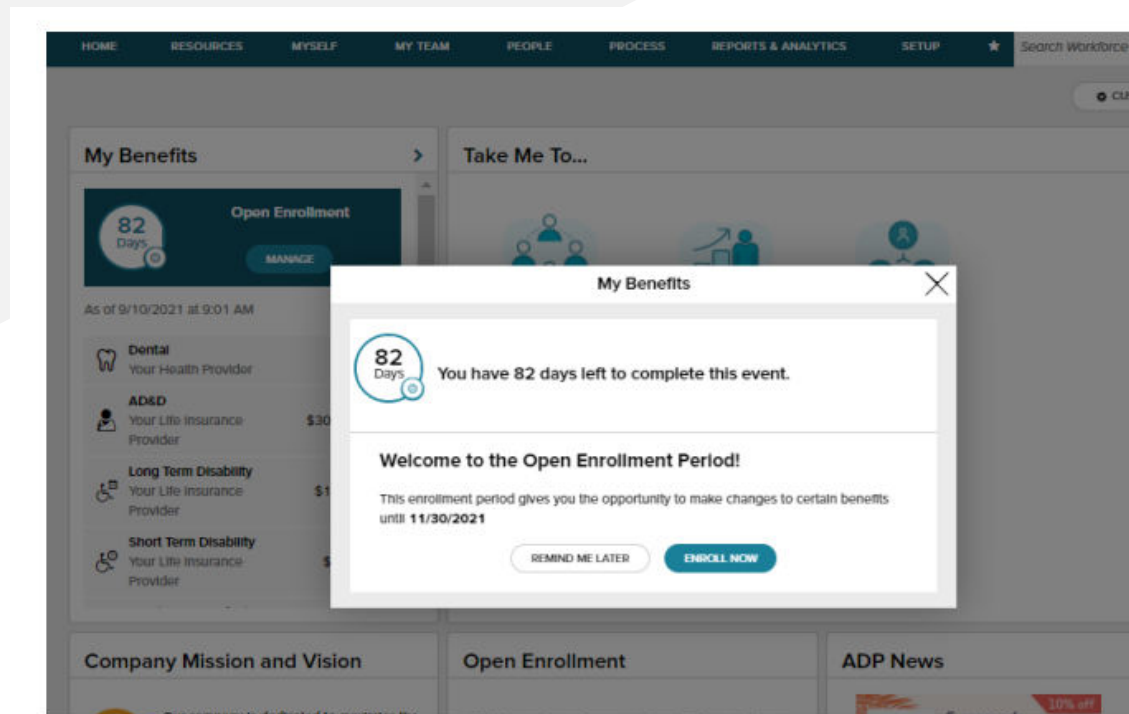 HOME RESOURCES MYSELF MY TEAM PEOPLE PROCESS REPORTS & ANALYTICS SETUP Search Workforce
My Benefits
Take Me To...
82
Days
Open Enrollment
MANAGE
As of 9/10/2021 at 9:01 AM
Dental
Your Health Provider
AD&D
Your Life Insurance
Provider
$30
Long Term Disability
Your Life Insurance
Provider
$1
Short Term Disability
Your Life Insurance
Provider
$
My Benefits
82
Days
You have 82 days left to complete this event.
Welcome to the Open Enrollment Period!
This enrollment period gives you the opportunity to make changes to certain benefits
until 11/30/2021
REMIND ME LATER
ENROLL NOW
Company Mission and Vision
Open Enrollment
ADP News
10% off